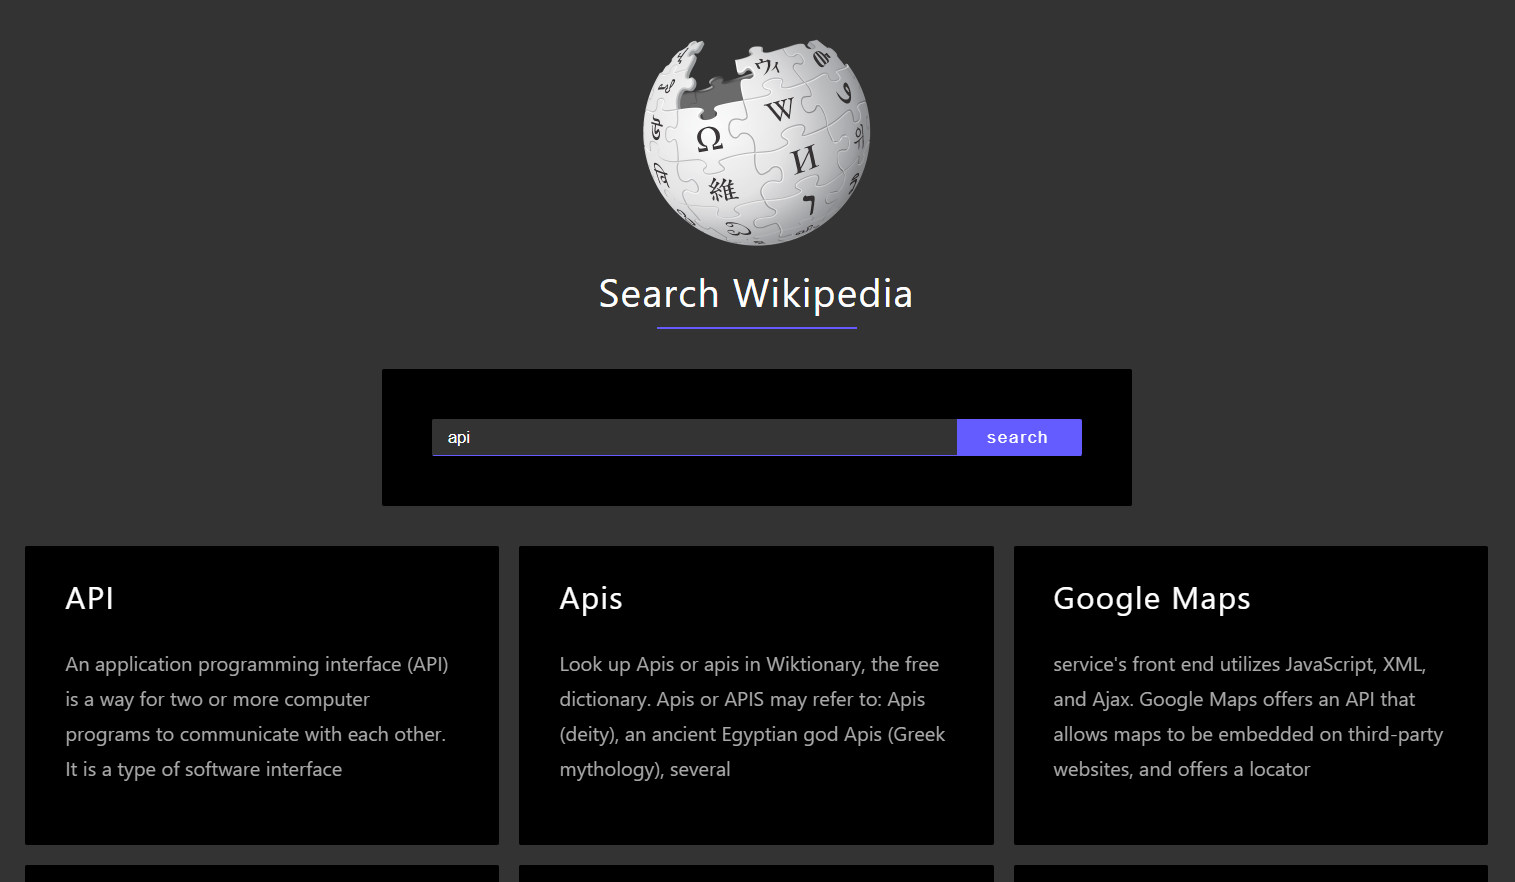 Ω
W
И
維
ウィ
Search Wikipedia
api
search
API
An application programming interface (API)
is a way for two or more computer
programs to communicate with each other.
It is a type of software interface
Apis
Look up Apis or apis in Wiktionary, the free
dictionary. Apis or APIS may refer to: Apis
(deity), an ancient Egyptian god Apis (Greek
mythology), several
Google Maps
service's front end utilizes JavaScript, XML,
and Ajax. Google Maps offers an API that
allows maps to be embedded on third-party
websites, and offers a locator